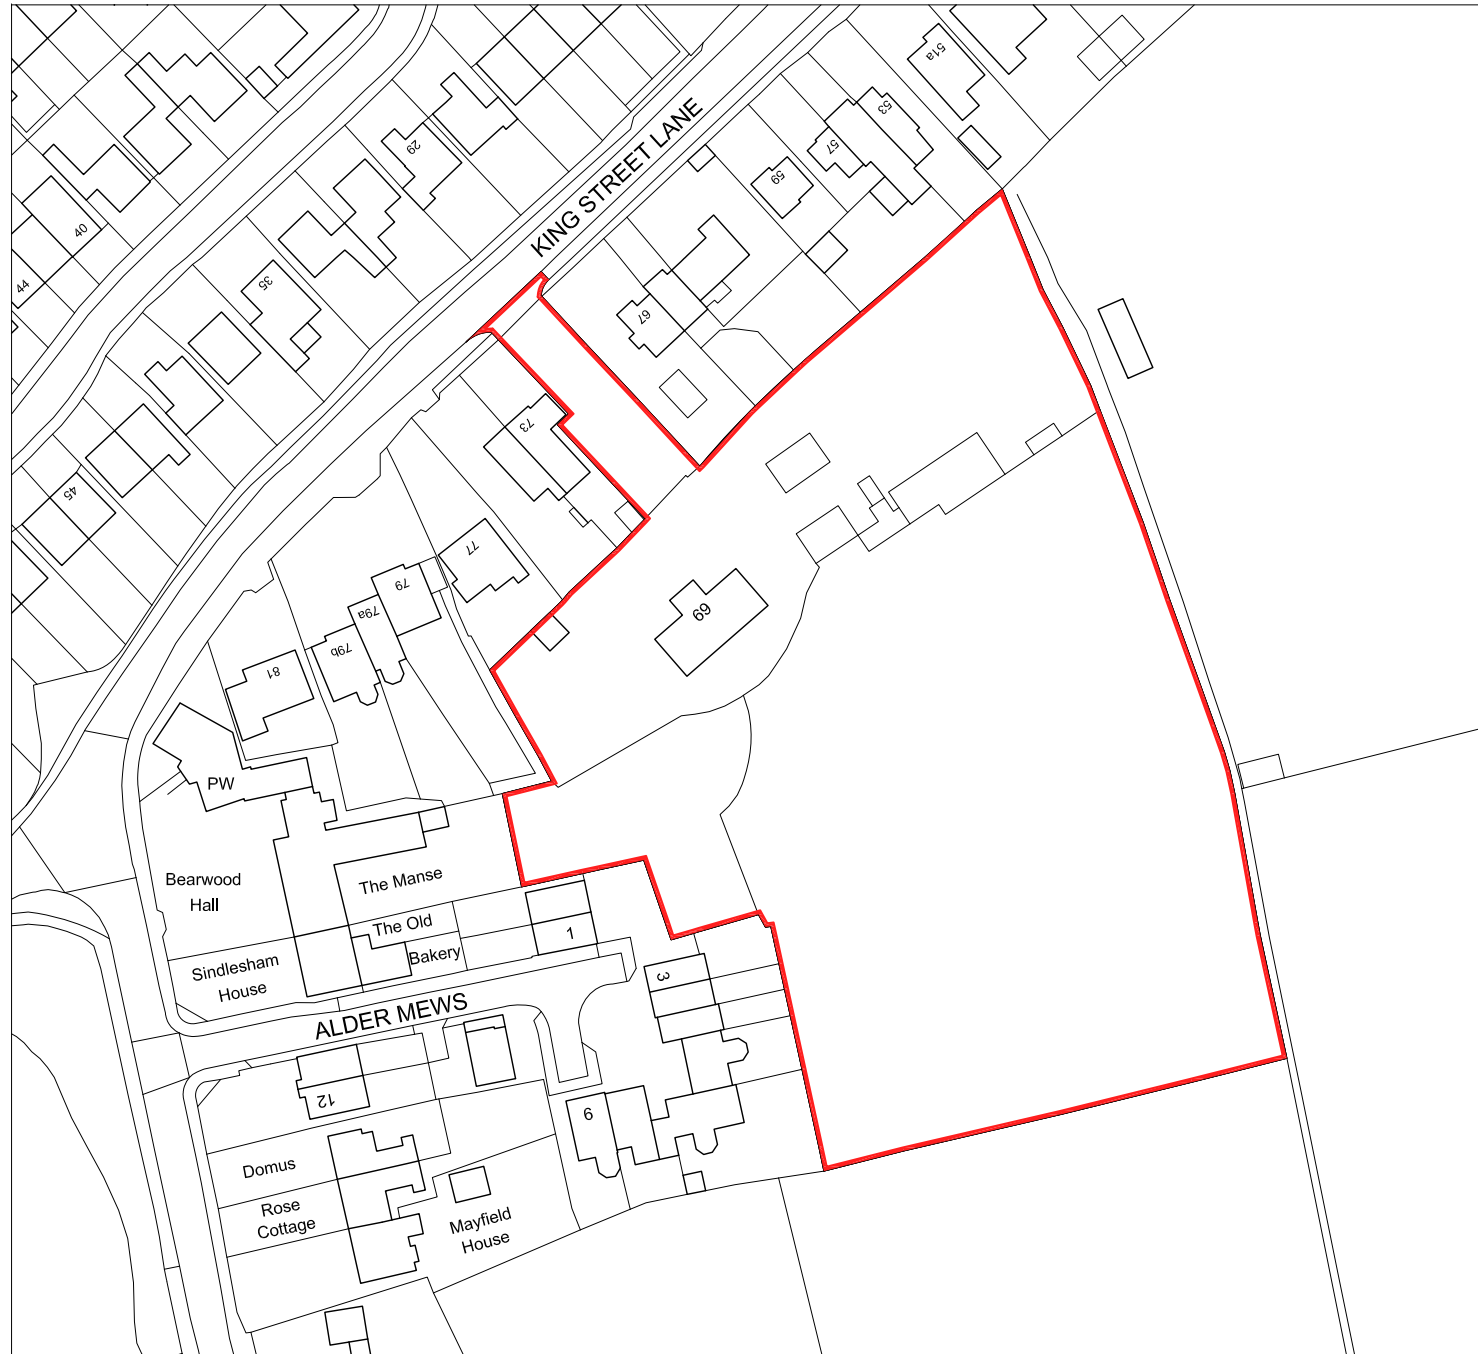 KING STREET LANE
51a
53
57
59
29
40
44
35
67
45
73
77
79
79a
79b
81
69
PW
Bearwood
Hall
The Manse
The Old
Bakery
1
Sindlesham
House
3
ALDER MEWS
12
9
Domus
Rose
Cottage
Mayfield
House